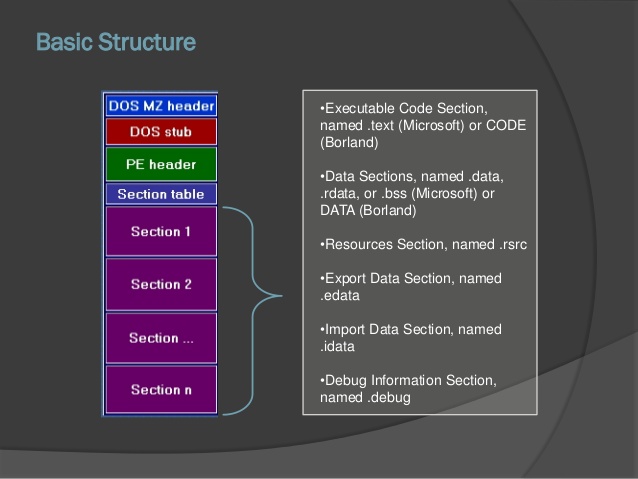 Basic Structure
DOS MZ header
DOS stub
PE header
Section table
Section 1
Section 2
Section ...
Section n
•Executable Code Section,
named .text (Microsoft) or CODE
(Borland)
•Data Sections, named .data,
.rdata, or .bss (Microsoft) or
DATA (Borland)
•Resources Section, named .rsrc
•Export Data Section, named
.edata
•Import Data Section, named
.idata
•Debug Information Section,
named .debug